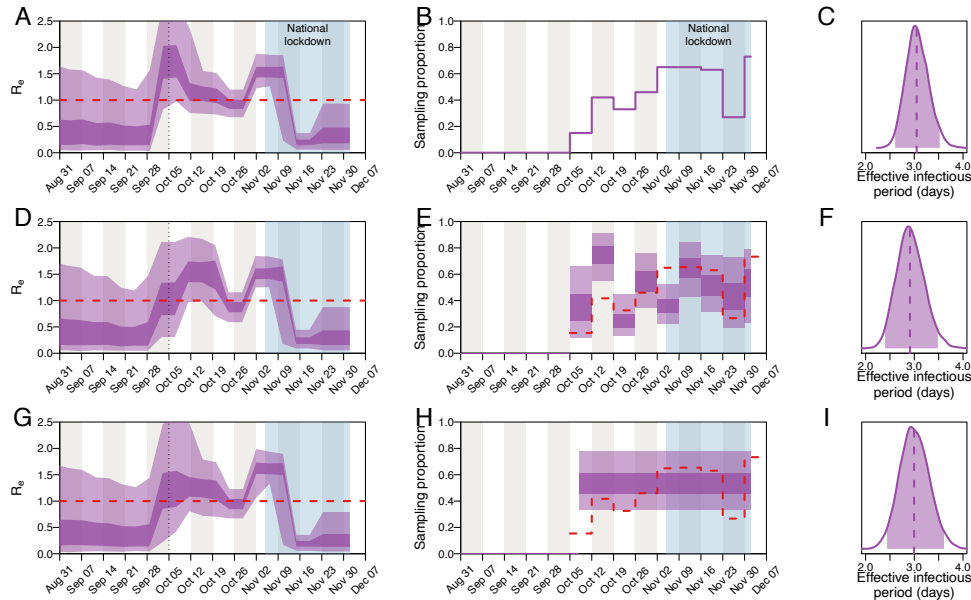 A
2.5
2.0
1.5
1.0
0.5
0.0
Re
National
lockdown
Aug 31
Sep 07
Sep 14
Sep 21
Sep 28
Oct 05
Oct 12
Oct 19
Oct 26
Nov 02
Nov 09
Nov 16
Nov 23
Nov 30
Dec 07
B
1.0
0.8
0.6
0.4
0.2
0.0
Sampling proportion
National
lockdown
Aug 31
Sep 07
Sep 14
Sep 21
Sep 28
Oct 05
Oct 12
Oct 19
Oct 26
Nov 02
Nov 09
Nov 16
Nov 23
Nov 30
Dec 07
C
2.0
3.0
4.0
Effective infectious
period (days)
D
2.5
2.0
1.5
1.0
0.5
0.0
Re
Aug 31
Sep 07
Sep 14
Sep 21
Sep 28
Oct 05
Oct 12
Oct 19
Oct 26
Nov 02
Nov 09
Nov 16
Nov 23
Nov 30
Dec 07
E
1.0
0.8
0.6
0.4
0.2
0.0
Sampling proportion
Aug 31
Sep 07
Sep 14
Sep 21
Sep 28
Oct 05
Oct 12
Oct 19
Oct 26
Nov 02
Nov 09
Nov 16
Nov 23
Nov 30
Dec 07
F
2.0
3.0
4.0
Effective infectious
period (days)
G
2.5
2.0
1.5
1.0
0.5
0.0
Re
Aug 31
Sep 07
Sep 14
Sep 21
Sep 28
Oct 05
Oct 12
Oct 19
Oct 26
Nov 02
Nov 09
Nov 16
Nov 23
Nov 30
Dec 07
H
1.0
0.8
0.6
0.4
0.2
0.0
Sampling proportion
Aug 31
Sep 07
Sep 14
Sep 21
Sep 28
Oct 05
Oct 12
Oct 19
Oct 26
Nov 02
Nov 09
Nov 16
Nov 23
Nov 30
Dec 07
I
2.0
3.0
4.0
Effective infectious
period (days)